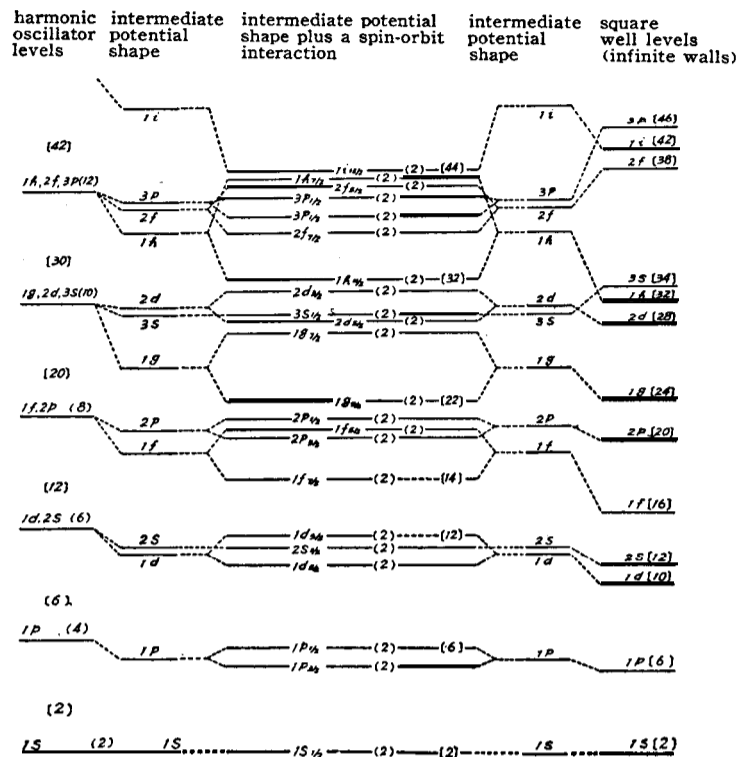 harmonic
oscillator
levels
[42]
1h,2f,3p(12)
[30]
1g,2d,3s(10)
[20]
1f,2p (8)
[12]
1d,2s (6)
(6)
1p (4)
[2]
1s (2)
intermediate
potential
shape
1i
3p
2f
1h
2d
3s
1g
2p
1f
2s
1d
1p
1s
intermediate potential
shape plus a spin-orbit
interaction
1i13/2 (2) [44]
1h7/2 (2)
2f5/2 (2)
3p1/2 (2)
3p1/2 (2)
2f7/2 (2)
1h11/2 (2) [32]
2d3/2 (2)
3s1/2 (2)
2d5/2 (2)
1g7/2 (2)
1g9/2 (2) [22]
2p1/2 (2)
1f5/2 (2)
2p3/2 (2)
1f7/2 (2) [14]
1d3/2 (2) [12]
2s1/2 (2)
1d5/2 (2)
1p1/2 (2) [6]
1p3/2 (2)
1s1/2 (2) [2]
intermediate
potential
shape
1i
3p
2f
1h
2d
3s
1g
2p
1f
2s
1d
1p
1s
square
well levels
(infinite walls)
3p [46]
1i [42]
2f [38]
3s [34]
1h [32]
2d [28]
1g [24]
2p [20]
1f [16]
2s [12]
1d [10]
1p [6]
1s [2]